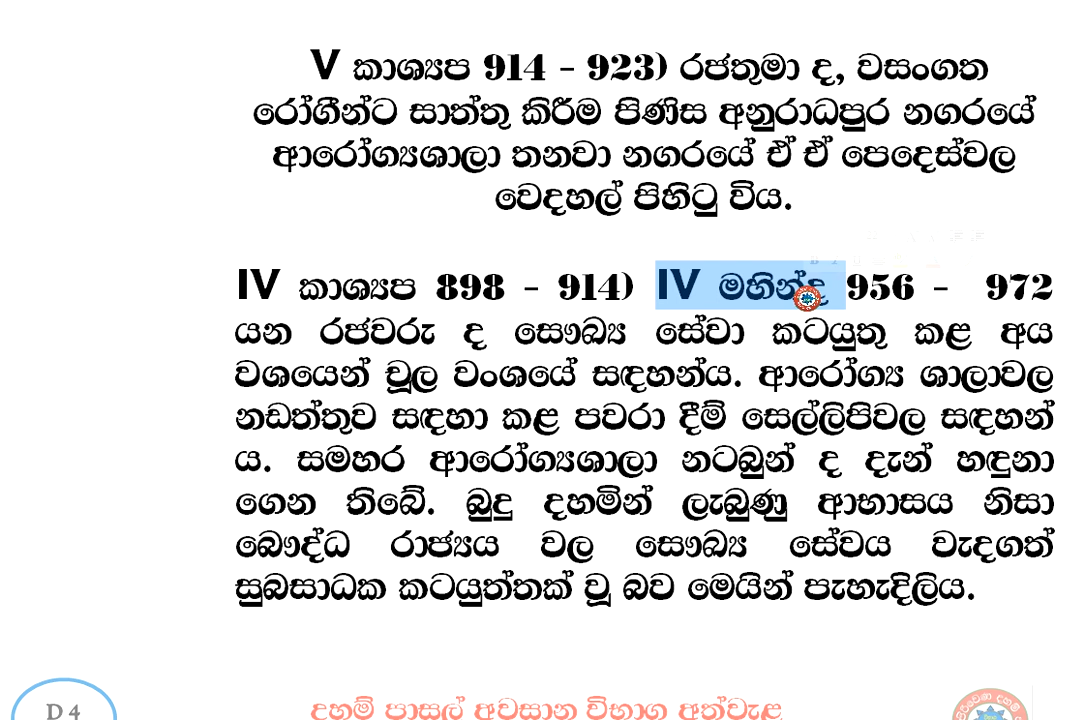 V කාශ්‍යප 914 - 923) රජතුමා ද, වසංගත
රෝගීන්ට සාත්තු කිරීම පිණිස අනුරාධපුර නගරයේ
ආරෝග්‍යශාලා තනවා නගරයේ ඒ ඒ පෙදෙස්වල
වෙදහල් පිහිටු විය.
IV කාශ්‍යප 898 - 914) IV මහින්ද 956 - 972
යන රජවරු ද සෞඛ්‍ය සේවා කටයුතු කළ අය
වශයෙන් චූල වංශයේ සඳහන්ය. ආරෝග්‍ය ශාලාවල
නඩත්තුව සඳහා කළ පවරා දීම් සෙල්ලිපිවල සඳහන්
ය. සමහර ආරෝග්‍යශාලා නටබුන් ද දැන් හඳුනා
ගෙන තිබේ. බුදු දහමින් ලැබුණු ආභාසය නිසා
බෞද්ධ රාජ්‍යය වල සෞඛ්‍ය සේවය වැදගත්
සුබසාධක කටයුත්තක් වූ බව මෙයින් පැහැදිලිය.
D 4 දහම් පාසල් අවසාන විභාග අත්වැළ